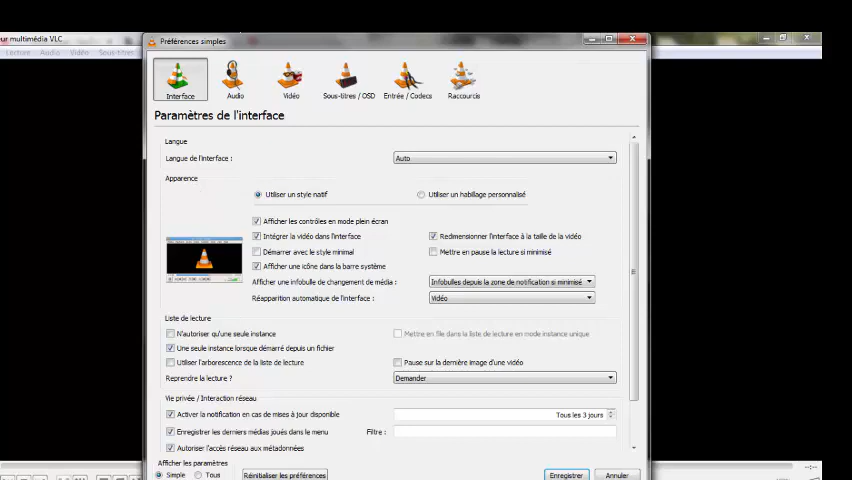 ur multimédia VLC
Préférences simples
Lecture Audio Vidéo Sous-titres
Interface Audio Vidéo Sous-titres / OSD Entrée / Codecs Raccourcis
Paramètres de l'interface
Langue
Langue de l'interface : Auto
Apparence
Utiliser un style natif Utiliser un habillage personnalisé
Afficher les contrôles en mode plein écran
Intégrer la vidéo dans l'interface Redimensionner l'interface à la taille de la vidéo
Démarrer avec le style minimal Mettre en pause la lecture si minimisé
Afficher une icône dans la barre système
Afficher une infobulle de changement de média : Infobulles depuis la zone de notification si minimisé
Réapparition automatique de l'interface : Vidéo
Liste de lecture
N'autoriser qu'une seule instance Mettre en file dans la liste de lecture en mode instance unique
Une seule instance lorsque démarré depuis un fichier
Utiliser l'arborescence de la liste de lecture Pause sur la dernière image d'une vidéo
Reprendre la lecture ? Demander
Vie privée / Interaction réseau
Activer la notification en cas de mises à jour disponible Tous les 3 jours
Enregistrer les derniers médias joués dans le menu Filtre :
Autoriser l'accès réseau aux métadonnées
Afficher les paramètres
Simple Tous Réinitialiser les préférences Enregistrer Annuler
--:--